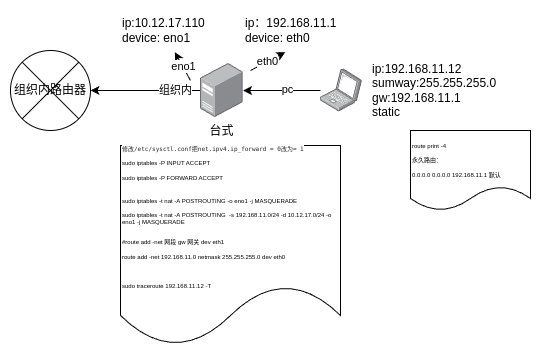 ip:10.12.17.110
device: eno1
ip：192.168.11.1
device: eth0
eno1
eth0
组织内路由器
组织内
pc
ip:192.168.11.12
sumway:255.255.255.0
gw:192.168.11.1
static
台式
修改/etc/sysctl.conf把net.ipv4.ip_forward = 0改为= 1
sudo iptables -P INPUT ACCEPT
sudo iptables -P FORWARD ACCEPT
sudo iptables -t nat -A POSTROUTING -o eno1 -j MASQUERADE
sudo iptables -t nat -A POSTROUTING -s 192.168.11.0/24 -d 10.12.17.0/24 -o
eno1 -j MASQUERADE
#route add -net 网段 gw 网关 dev eth1
route add -net 192.168.11.0 netmask 255.255.255.0 dev eth0
sudo traceroute 192.168.11.12 -T
route print -4
永久路由:
0.0.0.0 0.0.0.0 192.168.11.1 默认